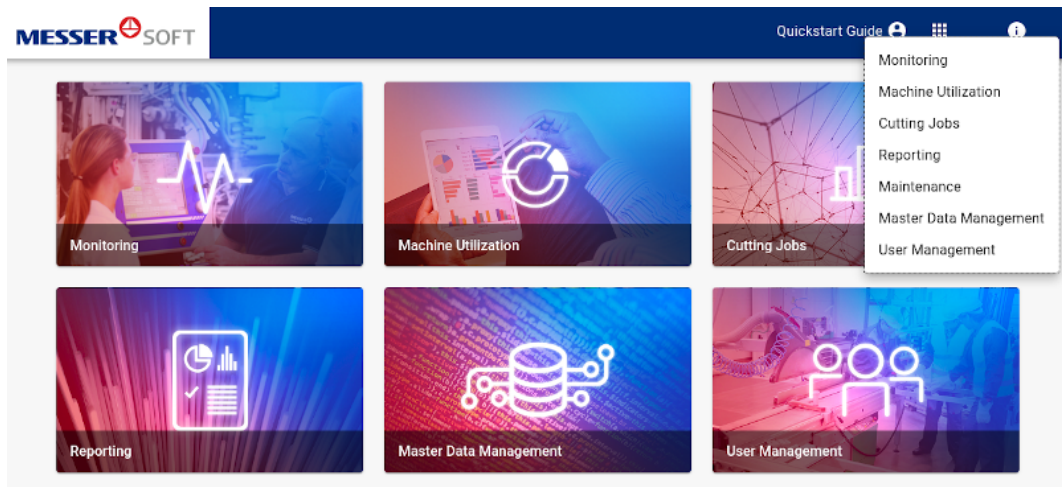 MESSER SOFT
Quickstart Guide
Monitoring
Machine Utilization
Cutting Jobs
Reporting
Maintenance
Master Data Management
User Management
Monitoring
Machine Utilization
Cutting Jobs
Reporting
Master Data Management
User Management